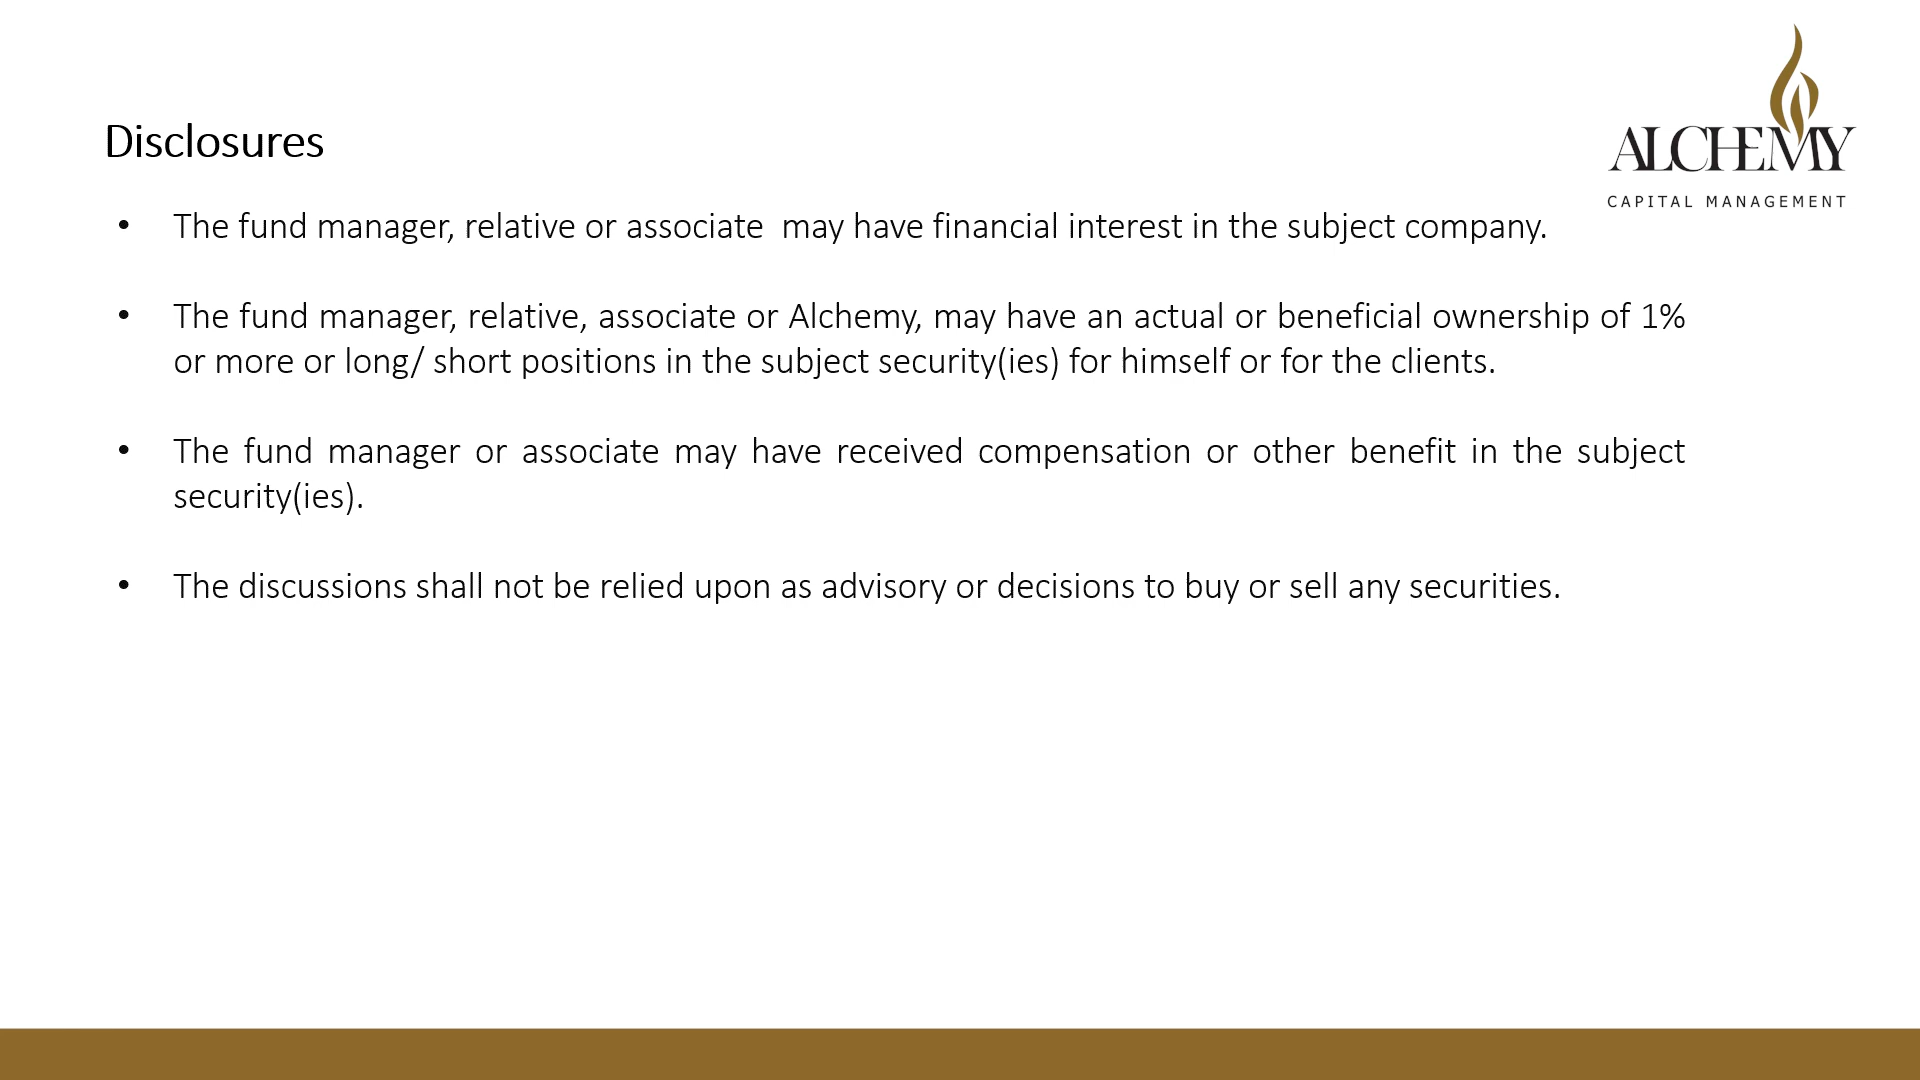 ALCHEMY
CAPITAL MANAGEMENT
Disclosures
• The fund manager, relative or associate  may have financial interest in the subject company.
• The fund manager, relative, associate or Alchemy, may have an actual or beneficial ownership of 1%
or more or long/ short positions in the subject security(ies) for himself or for the clients.
• The fund manager or associate may have received compensation or other benefit in the subject
security(ies).
• The discussions shall not be relied upon as advisory or decisions to buy or sell any securities.